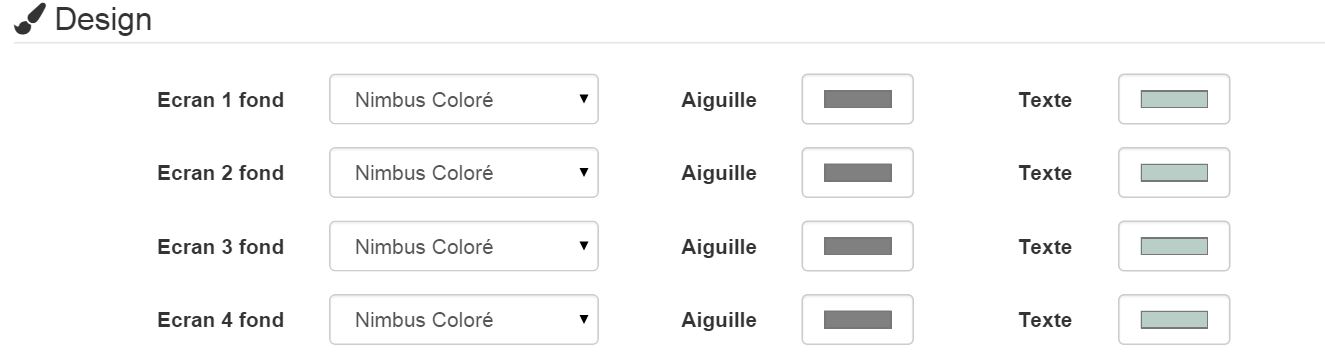 Design
Ecran 1 fond Nimbus Coloré Aiguille Texte
Ecran 2 fond Nimbus Coloré Aiguille Texte
Ecran 3 fond Nimbus Coloré Aiguille Texte
Ecran 4 fond Nimbus Coloré Aiguille Texte